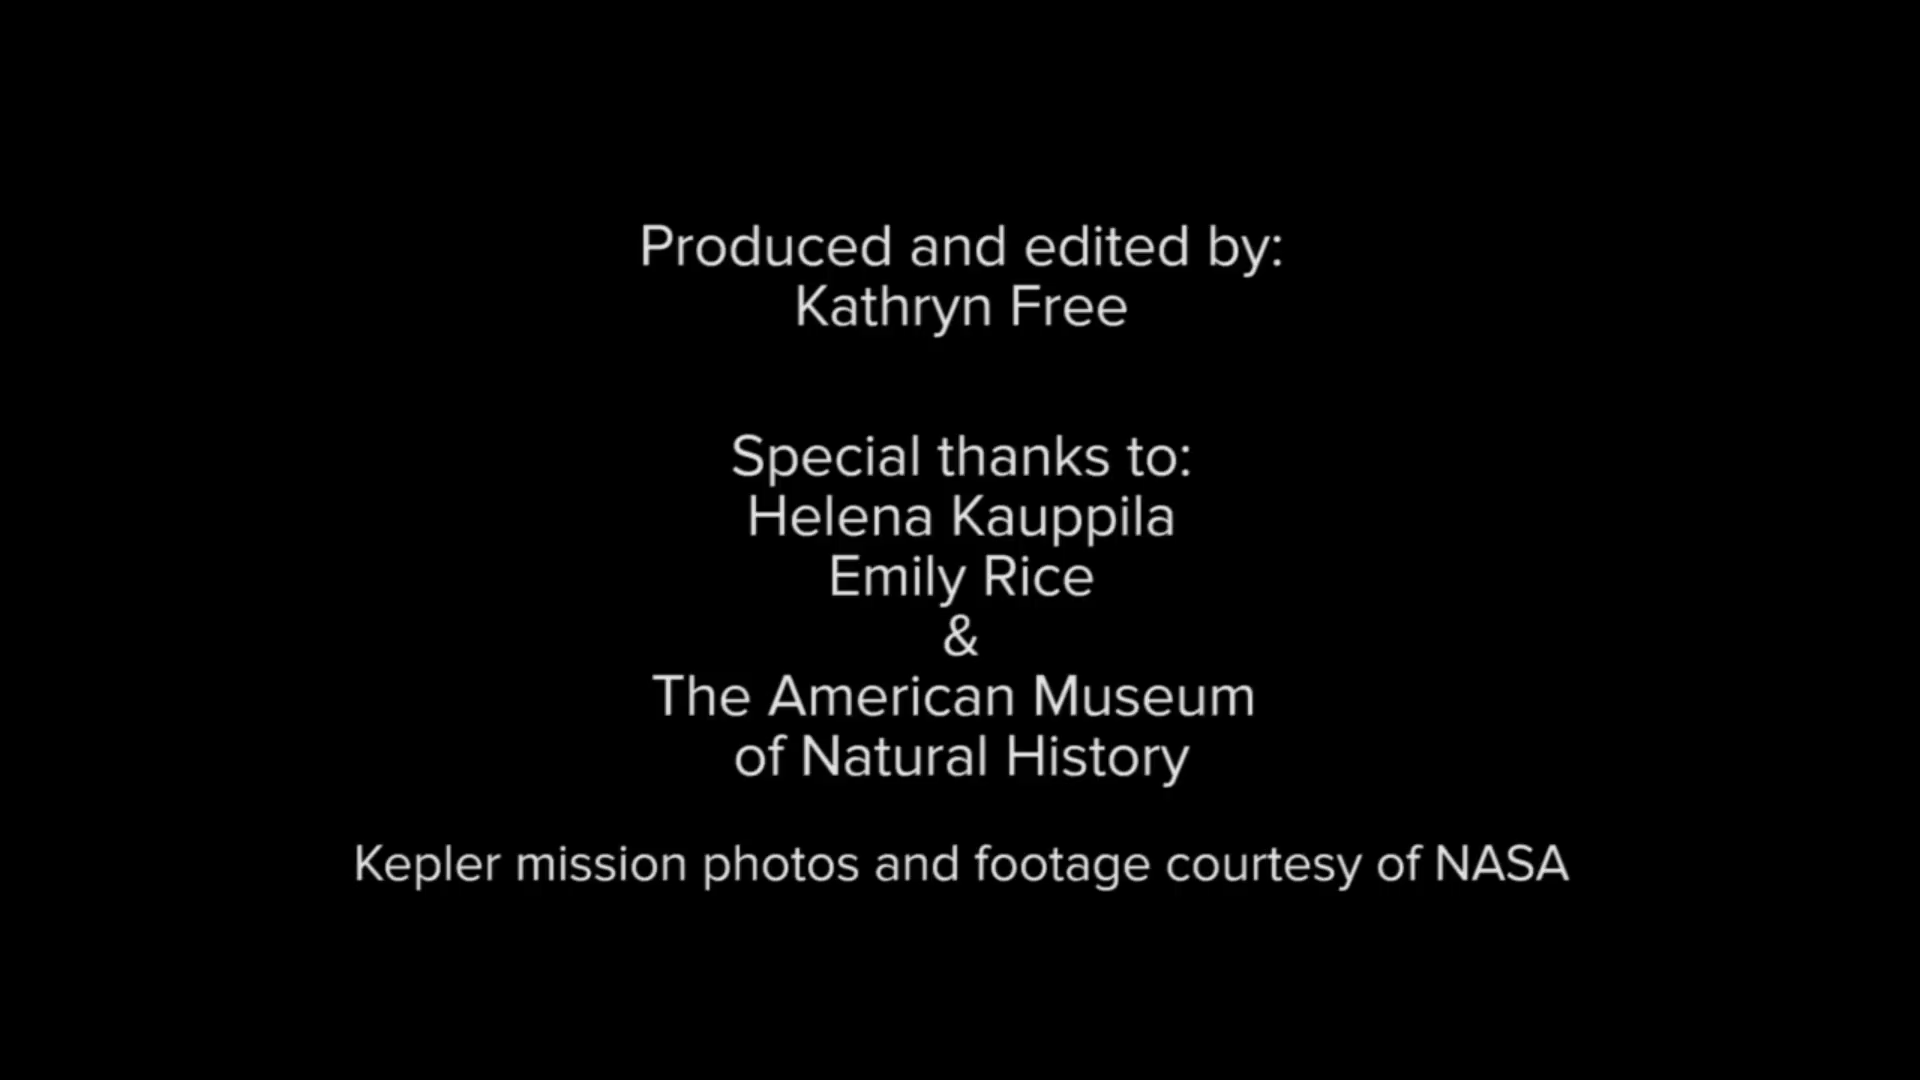 Produced and edited by:
Kathryn Free
Special thanks to:
Helena Kauppila
Emily Rice
&
The American Museum
of Natural History
Kepler mission photos and footage courtesy of NASA